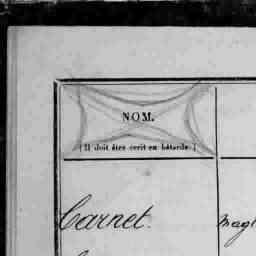 NOM.
(Il doit être écrit en bâtarde.)
Carnet.